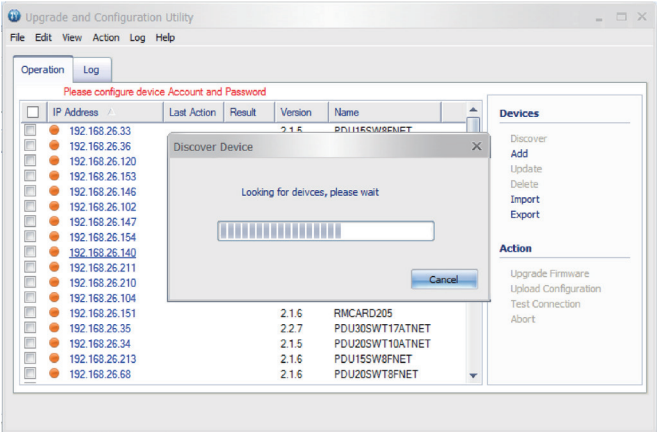 Upgrade and Configuration Utility
File Edit View Action Log Help
Operation Log
Please configure device Account and Password
IP Address Last Action Result Version Name
192.168.26.33 2.1.5 PDU15SW8FNET
192.168.26.36
192.168.26.120
192.168.26.153
192.168.26.146
192.168.26.102
192.168.26.147
192.168.26.154
192.168.26.140
192.168.26.211
192.168.26.210
192.168.26.104
192.168.26.151 2.1.6 RMCARD205
192.168.26.35 2.2.7 PDU30SWT17ATNET
192.168.26.34 2.1.5 PDU20SWT10ATNET
192.168.26.213 2.1.6 PDU15SW8FNET
192.168.26.68 2.1.6 PDU20SWT8FNET
Discover Device
Looking for deivces, please wait
Cancel
Devices
Discover
Add
Update
Delete
Import
Export
Action
Upgrade Firmware
Upload Configuration
Test Connection
Abort